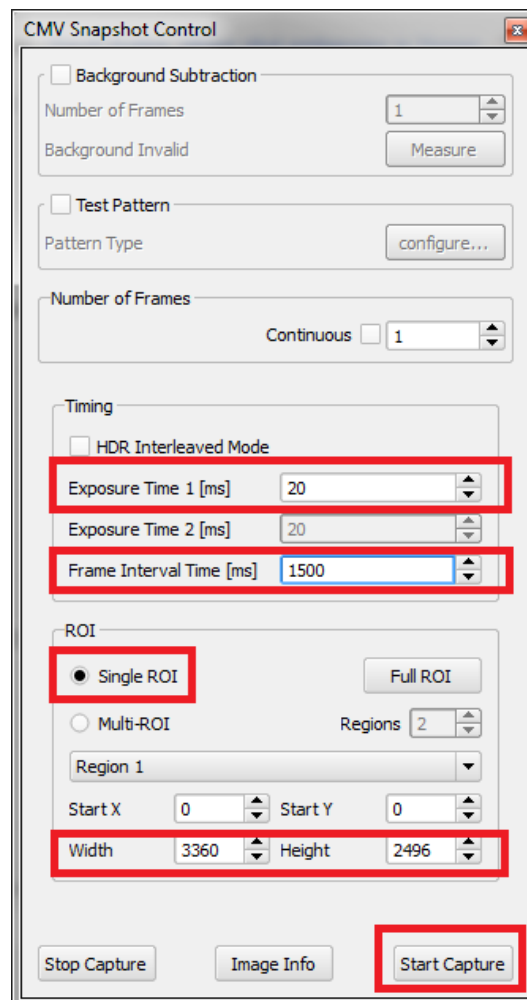 CMV Snapshot Control
Background Subtraction
Number of Frames 1
Background Invalid Measure
Test Pattern
Pattern Type configure...
Number of Frames
Continuous 1
Timing
HDR Interleaved Mode
Exposure Time 1 [ms] 20
Exposure Time 2 [ms] 20
Frame Interval Time [ms] 1500
ROI
Single ROI Full ROI
Multi-ROI Regions 2
Region 1
Start X 0 Start Y 0
Width 3360 Height 2496
Stop Capture Image Info Start Capture